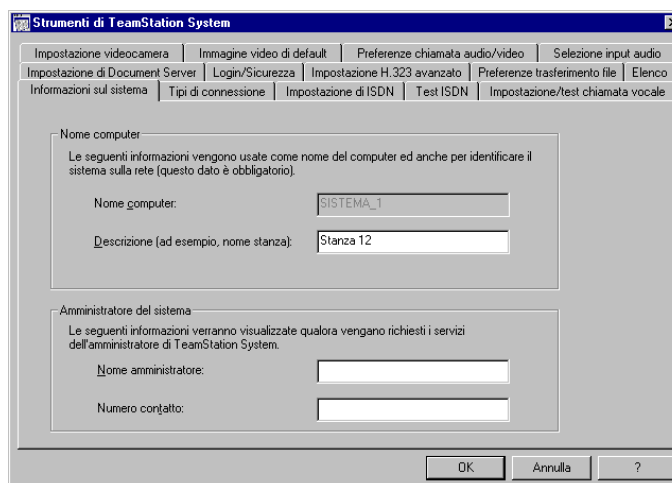 Strumenti di TeamStation System
Impostazione videocamera Immagine video di default Preferenze chiamata audio/video Selezione input audio
Impostazione di Document Server Login/Sicurezza Impostazione H.323 avanzato Preferenze trasferimento file Elenco
Informazioni sul sistema Tipi di connessione Impostazione di ISDN Test ISDN Impostazione/test chiamata vocale
Nome computer
Le seguenti informazioni vengono usate come nome del computer ed anche per identificare il
sistema sulla rete (questo dato è obbligatorio).
Nome computer: SISTEMA_1
Descrizione (ad esempio, nome stanza): Stanza 12
Amministratore del sistema
Le seguenti informazioni verranno visualizzate qualora vengano richiesti i servizi
dell'amministratore di TeamStation System.
Nome amministratore:
Numero contatto:
OK Annulla ?